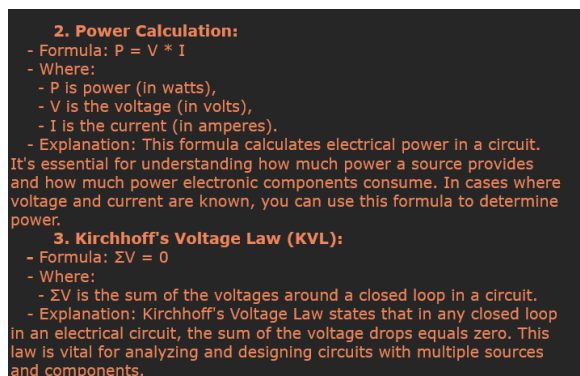 2. Power Calculation:
- Formula: P = V * I
- Where:
- P is power (in watts),
- V is the voltage (in volts),
- I is the current (in amperes).
- Explanation: This formula calculates electrical power in a circuit.
It's essential for understanding how much power a source provides
and how much power electronic components consume. In cases where
voltage and current are known, you can use this formula to determine
power.
3. Kirchhoff's Voltage Law (KVL):
- Formula: ΣV = 0
- Where:
- ΣV is the sum of the voltages around a closed loop in a circuit.
- Explanation: Kirchhoff's Voltage Law states that in any closed loop
in an electrical circuit, the sum of the voltage drops equals zero. This
law is vital for analyzing and designing circuits with multiple sources
and components.